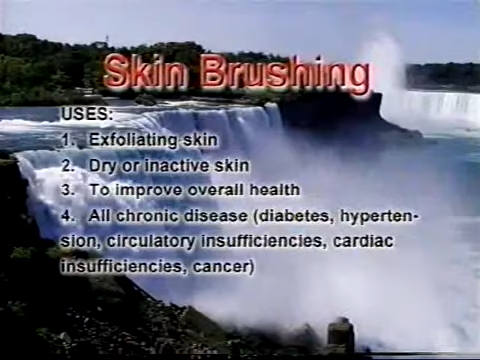 Skin Brushing
USES:
1. Exfoliating skin
2. Dry or inactive skin
3. To improve overall health
4. All chronic disease (diabetes, hyperten-
sion, circulatory insufficiencies, cardiac
insufficiencies, cancer)